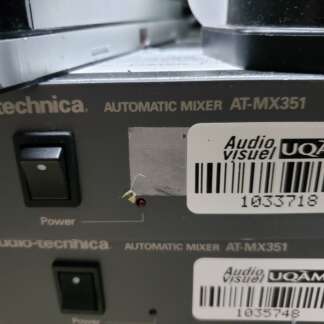 technica. AUTOMATIC MIXER AT-MX351
Audio
visuel UQAM
1033718
Power
audio-technica AUTOMATIC MIXER AT-MX351
Audio
visuel UQAM
1035748